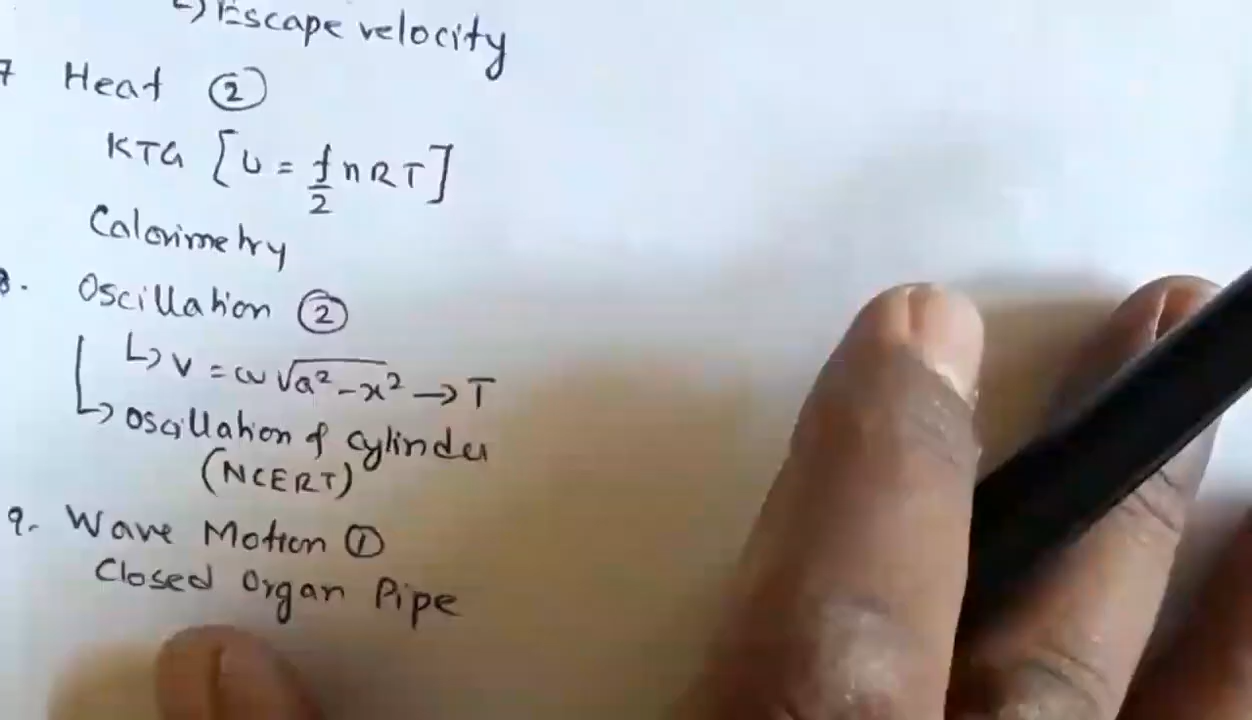 2) Escape velocity
7 Heat ②
KTG [U = f/2 nRT]
Calorimetry
8. Oscillation ②
↳ v = ω √a² - x² → T
↳ Oscillation of cylinder
(NCERT)
9. Wave Motion ①
Closed Organ Pipe